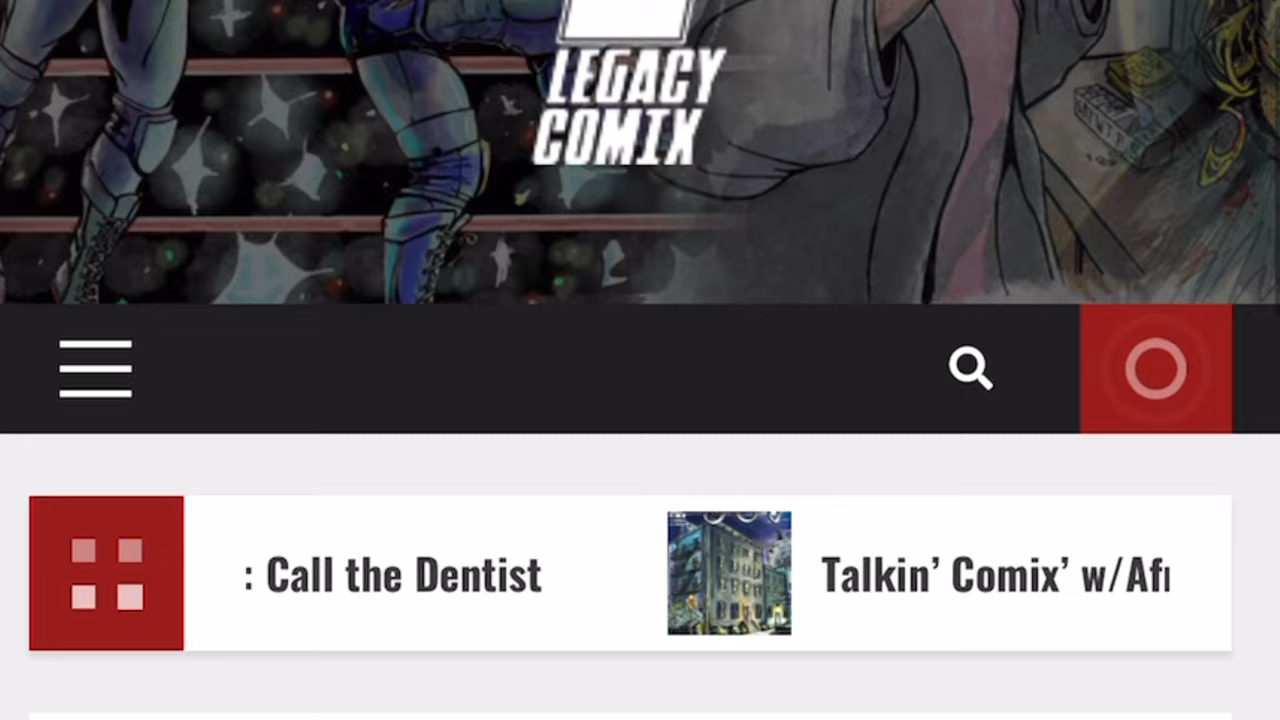 LEGACY
COMIX
: Call the Dentist
Talkin’ Comix’ w/Af